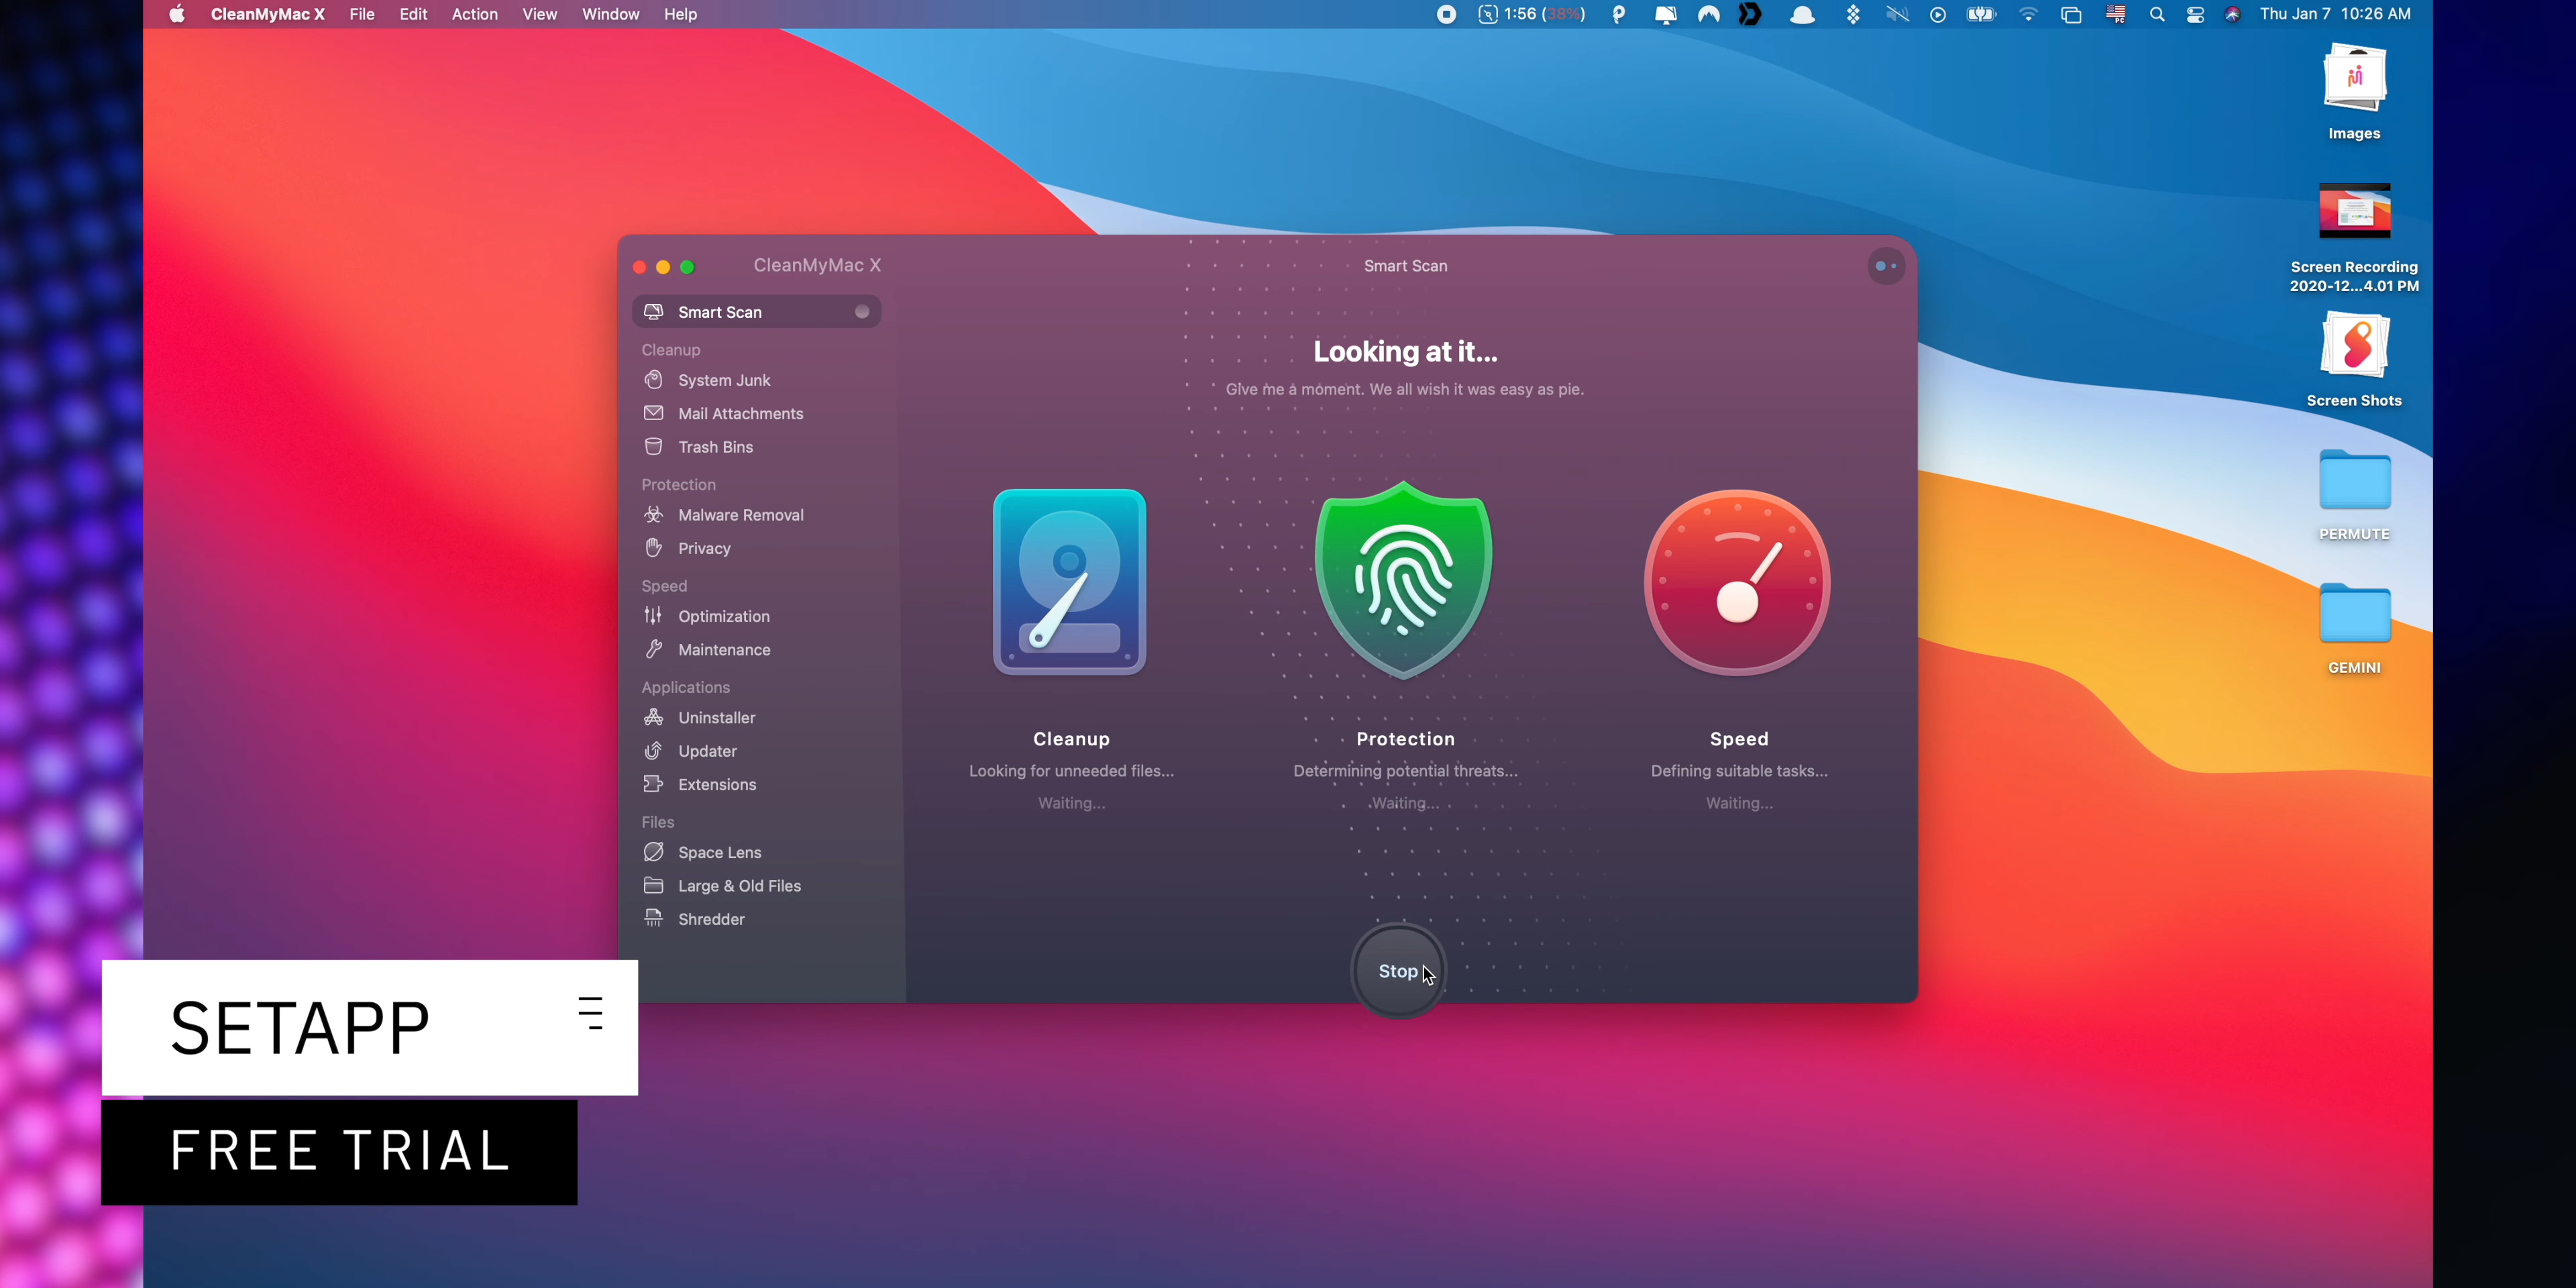 CleanMyMac X File Edit Action View Window Help 1:56 (38%) PC Thu Jan 7 10:26 AM
Images
Screen Recording
2020-12...4.01 PM
Screen Shots
PERMUTE
GEMINI
CleanMyMac X
Smart Scan
Cleanup
System Junk
Mail Attachments
Trash Bins
Protection
Malware Removal
Privacy
Speed
Optimization
Maintenance
Applications
Uninstaller
Updater
Extensions
Files
Space Lens
Large & Old Files
Shredder
Smart Scan
Looking at it...
Give me a moment. We all wish it was easy as pie.
Cleanup
Looking for unneeded files...
Waiting...
Protection
Determining potential threats...
Waiting...
Speed
Defining suitable tasks...
Waiting...
Stop
SETAPP
FREE TRIAL